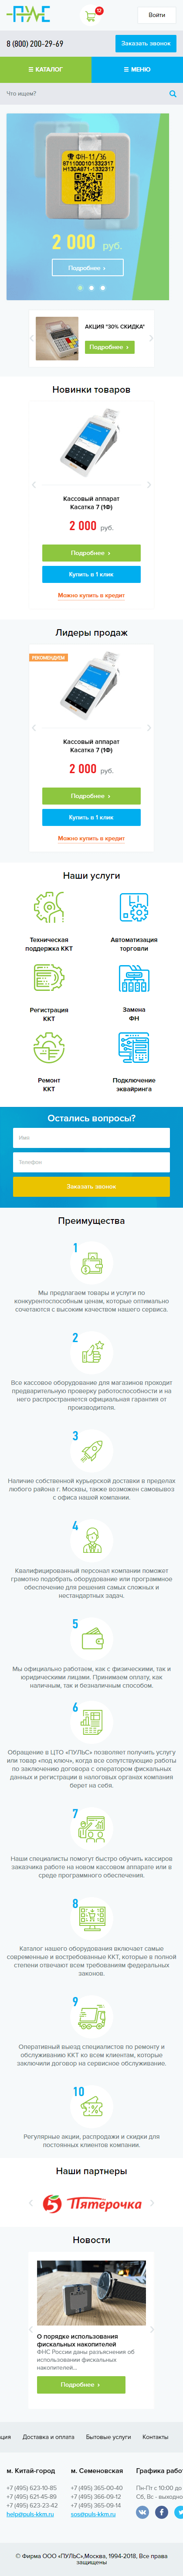 ПУЛС
12
Войти
8 (800) 200-29-69
Заказать звонок
☰ КАТАЛОГ
☰ МЕНЮ
Что ищем?
ФН-11/36
2 000 руб.
Подробнее ›
АКЦИЯ "30% СКИДКА"
Подробнее ›
Новинки товаров
Кассовый аппарат
Касатка 7 (1Ф)
2 000 руб.
Подробнее ›
Купить в 1 клик
Можно купить в кредит
Лидеры продаж
РЕКОМЕНДУЕМ
Кассовый аппарат
Касатка 7 (1Ф)
2 000 руб.
Подробнее ›
Купить в 1 клик
Можно купить в кредит
Наши услуги
Техническая
поддержка ККТ
Автоматизация
торговли
Регистрация
ККТ
Замена
ФН
Ремонт
ККТ
Подключение
эквайринга
Остались вопросы?
Имя
Телефон
Заказать звонок
Преимущества
1
Мы предлагаем товары и услуги по
конкурентоспособным ценам, которые оптимально
сочетаются с высоким качеством нашего сервиса.
2
Все кассовое оборудование для магазинов проходит
предварительную проверку работоспособности и на
него распространяется официальная гарантия от
производителя.
3
Наличие собственной курьерской доставки в пределах
любого района г. Москвы, также возможен самовывоз
с офиса нашей компании.
4
Квалифицированный персонал компании поможет
грамотно подобрать оборудование или программное
обеспечение для решения самых сложных и
нестандартных задач.
5
Мы официально работаем, как с физическими, так и
юридическими лицами. Принимаем оплату, как
наличным, так и безналичным способом.
6
Обращение в ЦТО «ПУЛЬС» позволяет получить услугу
или товар «под ключ», когда все сопутствующие работы
по заключению договора с оператором фискальных
данных и регистрации в налоговых органах компания
берет на себя.
7
Наши специалисты помогут быстро обучить кассиров
заказчика работе на новом кассовом аппарате или в
среде программного обеспечения.
8
Каталог нашего оборудования включает самые
современные и востребованные ККТ, которые в полной
степени отвечают всем требованиям федеральных
законов.
9
Оперативный выезд специалистов по ремонту и
обслуживанию ККТ ко всем клиентам, которые
заключили договор на сервисное обслуживание.
10
Регулярные акции, распродажи и скидки для
постоянных клиентов компании.
Наши партнеры
Пятерочка
Новости
О порядке использования
фискальных накопителей
ФНС России даны разъяснения об
использовании фискальных
накопителей...
Подробнее ›
ция Доставка и оплата Бытовые услуги Контакты
м. Китай-город
+7 (495) 623-10-85
+7 (495) 621-45-89
+7 (495) 623-23-42
help@puls-kkm.ru
м. Семеновская
+7 (495) 365-00-40
+7 (495) 366-09-12
+7 (495) 365-09-14
sos@puls-kkm.ru
Графика рабо
Пн-Пт с 10:00 до
Сб, Вс - выходно
© Фирма ООО «ПУЛЬС»,Москва, 1994-2018, Все права
защищены